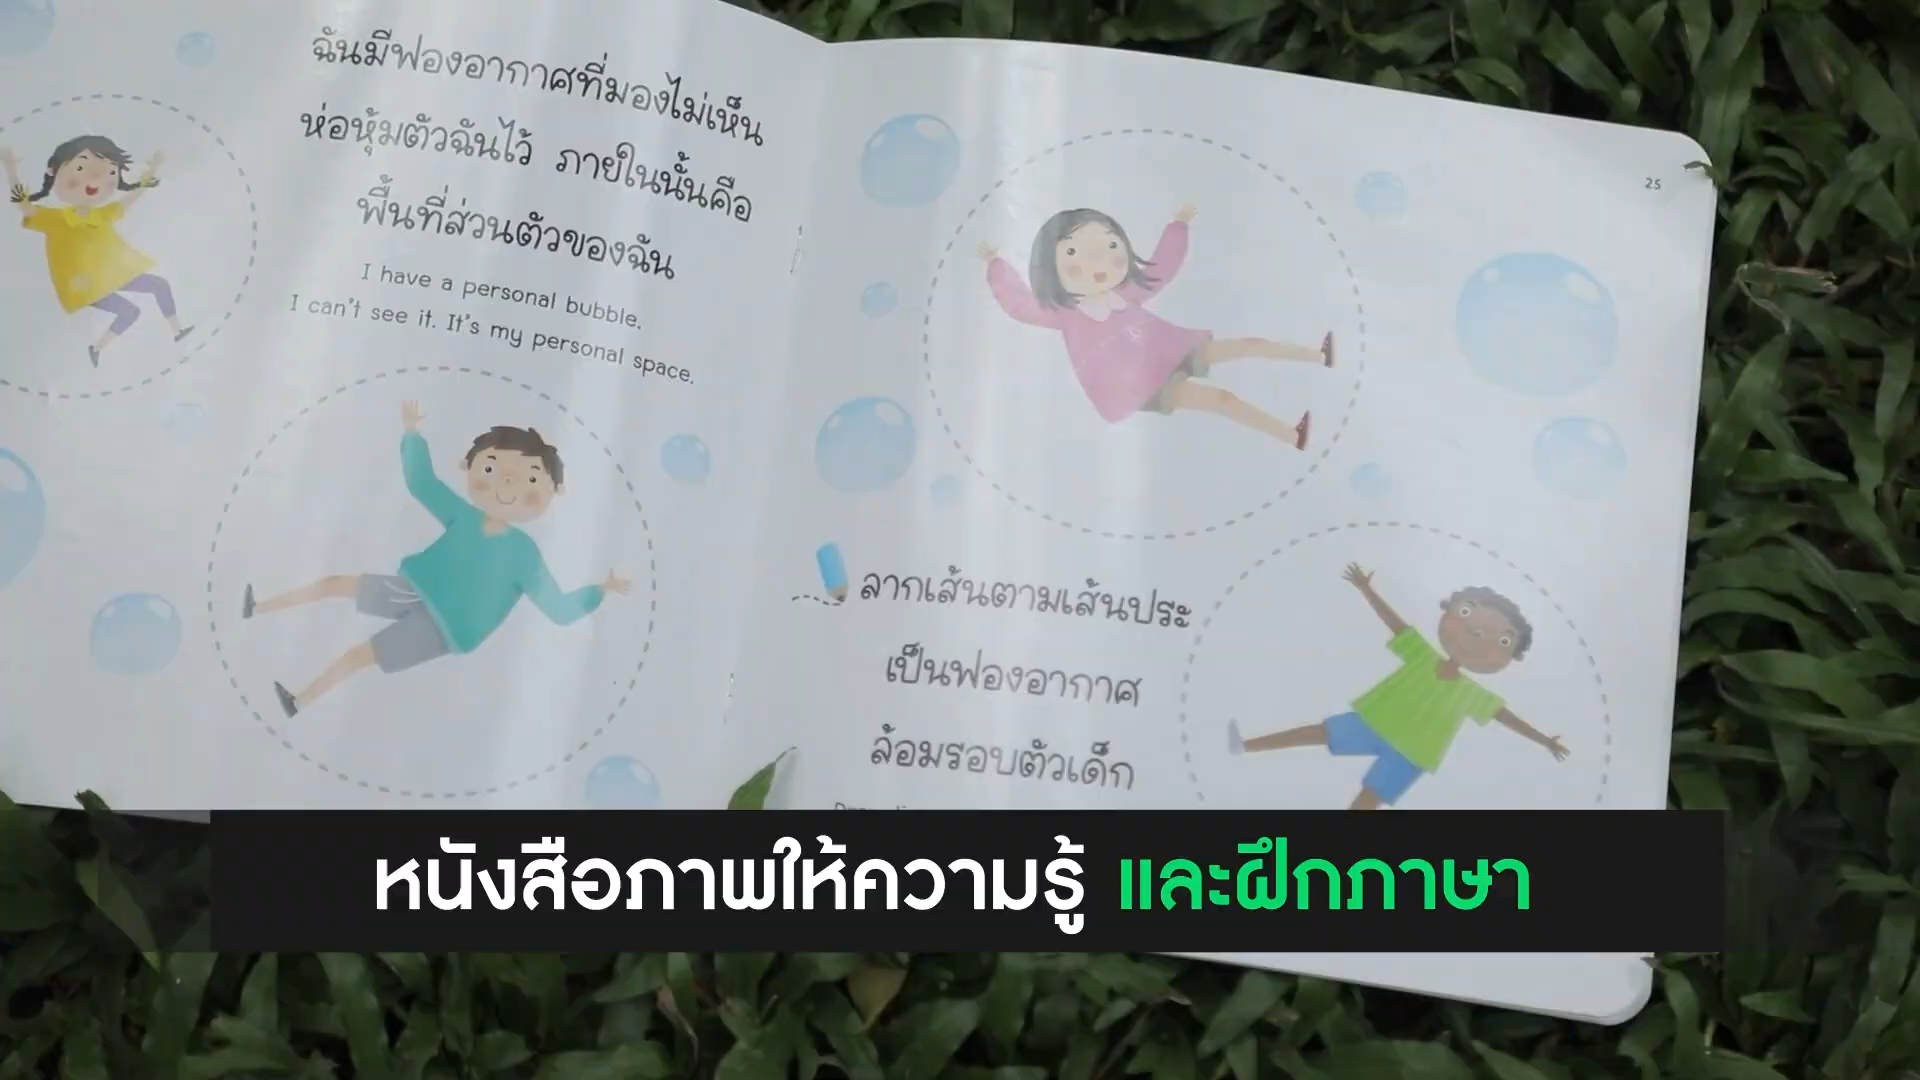 ฉันมีฟองอากาศที่มองไม่เห็น
ห่อหุ้มตัวฉันไว้ ภายในนั้นคือ
พื้นที่ส่วนตัวของฉัน
I have a personal bubble.
I can't see it. It's my personal space.
25
ลากเส้นตามเส้นประ
เป็นฟองอากาศ
ล้อมรอบตัวเด็ก
หนังสือภาพให้ความรู้ และฝึกภาษา